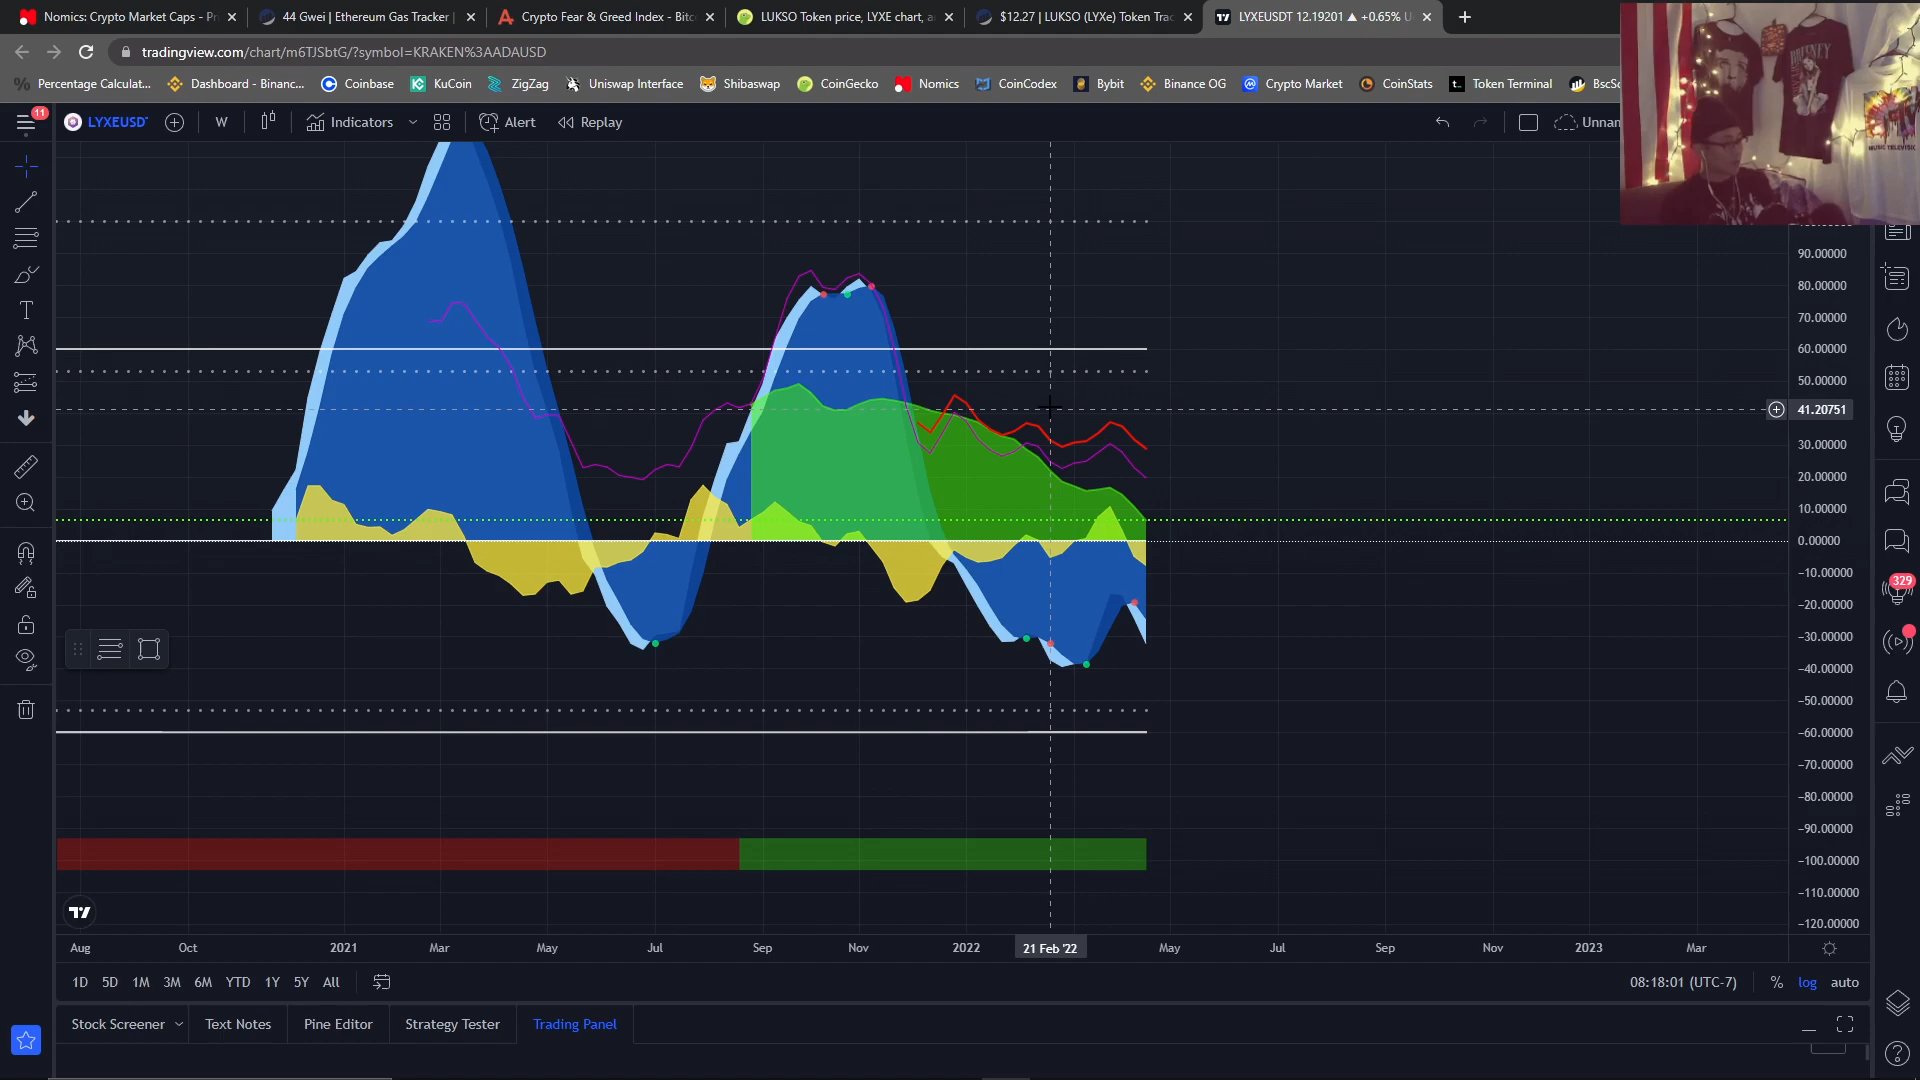 Nomics: Crypto Market Caps - Pr
44 Gwei | Ethereum Gas Tracker |
Crypto Fear & Greed Index - Bitc
LUKSO Token price, LYXE chart, a
$12.27 | LUKSO (LYXe) Token Trac
LYXEUSDT 12.19201 ▲ +0.65% U
tradingview.com/chart/m6TJSbtG/?symbol=KRAKEN%3AADAUSD
Percentage Calculat...
Dashboard - Binanc...
Coinbase
KuCoin
ZigZag
Uniswap Interface
Shibaswap
CoinGecko
Nomics
CoinCodex
Bybit
Binance OG
Crypto Market
CoinStats
Token Terminal
BscSc
11
LYXEUSDT
W
Indicators
Alert
Replay
Unnan
BRITNEY
MUSIC TELEVISION
90.00000
80.00000
70.00000
60.00000
50.00000
41.20751
30.00000
20.00000
10.00000
0.00000
-10.00000
-20.00000
-30.00000
-40.00000
-50.00000
-60.00000
-70.00000
-80.00000
-90.00000
-100.00000
-110.00000
-120.00000
329
Aug
Oct
2021
Mar
May
Jul
Sep
Nov
2022
21 Feb '22
May
Jul
Sep
Nov
2023
Mar
1D
5D
1M
3M
6M
YTD
1Y
5Y
All
08:18:01 (UTC-7)
%
log
auto
Stock Screener
Text Notes
Pine Editor
Strategy Tester
Trading Panel